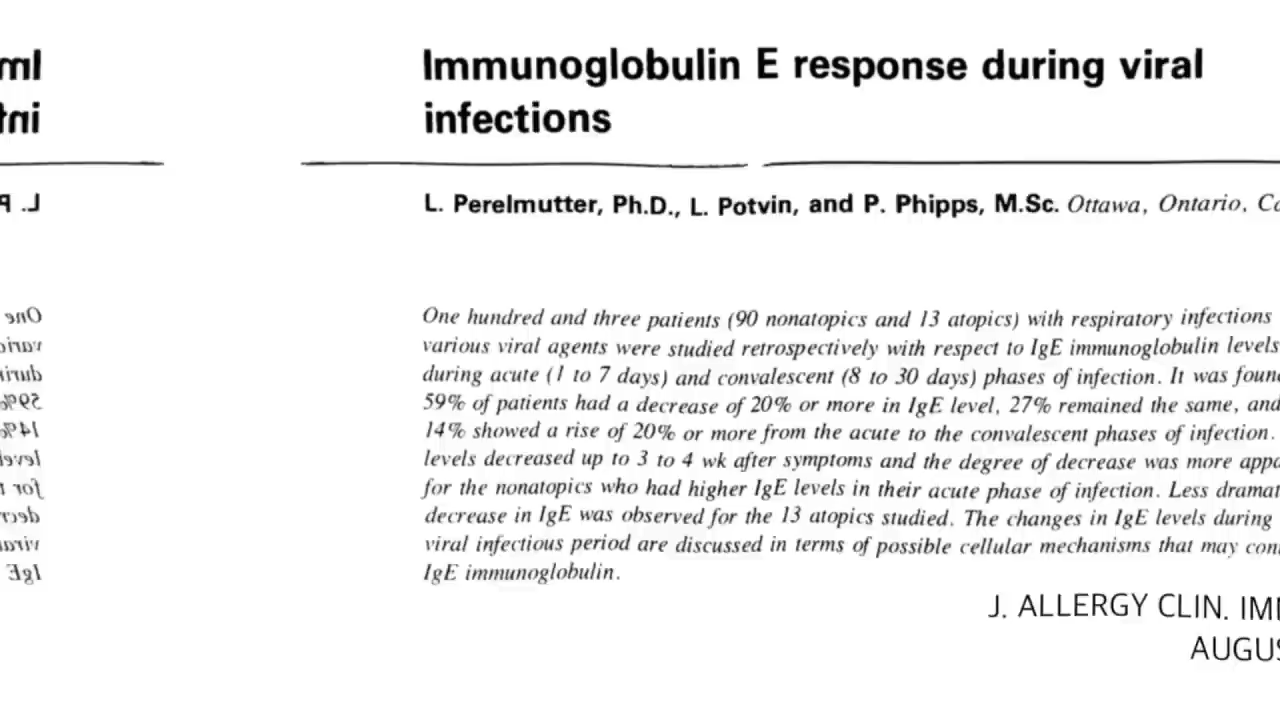 Immunoglobulin E response during viral
infections
L. Perelmutter, Ph.D., L. Potvin, and P. Phipps, M.Sc. Ottawa, Ontario,
One hundred and three patients (90 nonatopics and 13 atopics) with respiratory infections
various viral agents were studied retrospectively with respect to IgE immunoglobulin levels
during acute (1 to 7 days) and convalescent (8 to 30 days) phases of infection. It was
59% of patients had a decrease of 20% or more in IgE level, 27% remained the same, and
14% showed a rise of 20% or more from the acute to the convalescent phases of infection.
levels decreased up to 3 to 4 wk after symptoms and the degree of decrease was more
for the nonatopics who had higher IgE levels in their acute phase of infection. Less
decrease in IgE was observed for the 13 atopics studied. The changes in IgE levels during
viral infectious period are discussed in terms of possible cellular mechanisms that may
IgE immunoglobulin.
J. ALLERGY CLIN.